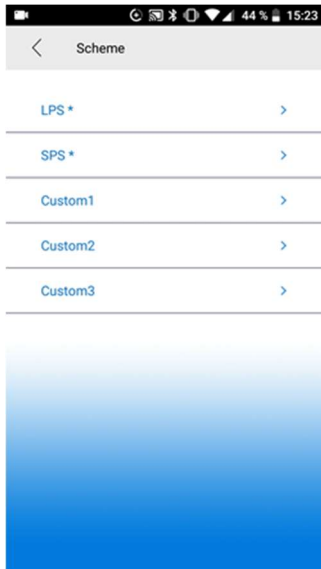 44 % 15:23
Scheme
LPS *
SPS *
Custom1
Custom2
Custom3